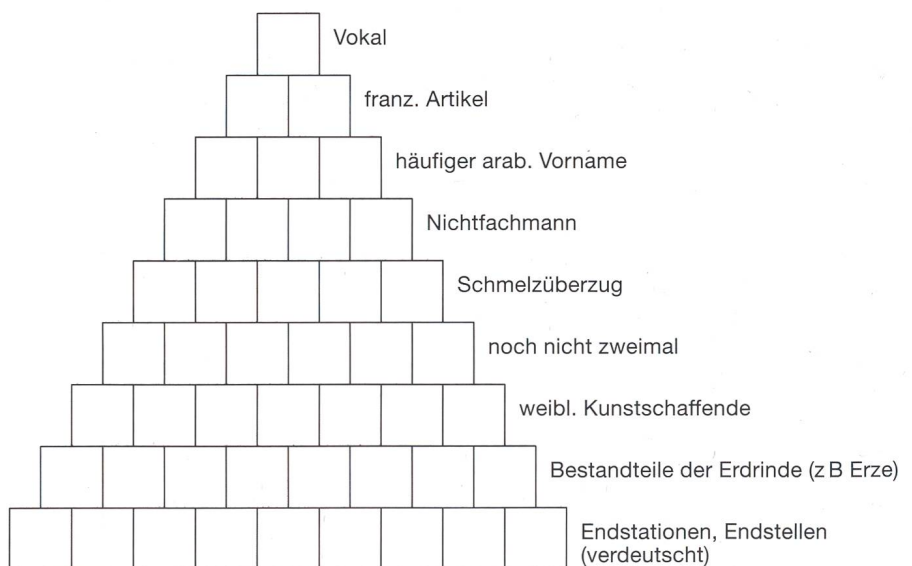 Vokal
franz. Artikel
häufiger arab. Vorname
Nichtfachmann
Schmelzüberzug
noch nicht zweimal
weibl. Kunstschaffende
Bestandteile der Erdrinde (z B Erze)
Endstationen, Endstellen
(verdeutscht)